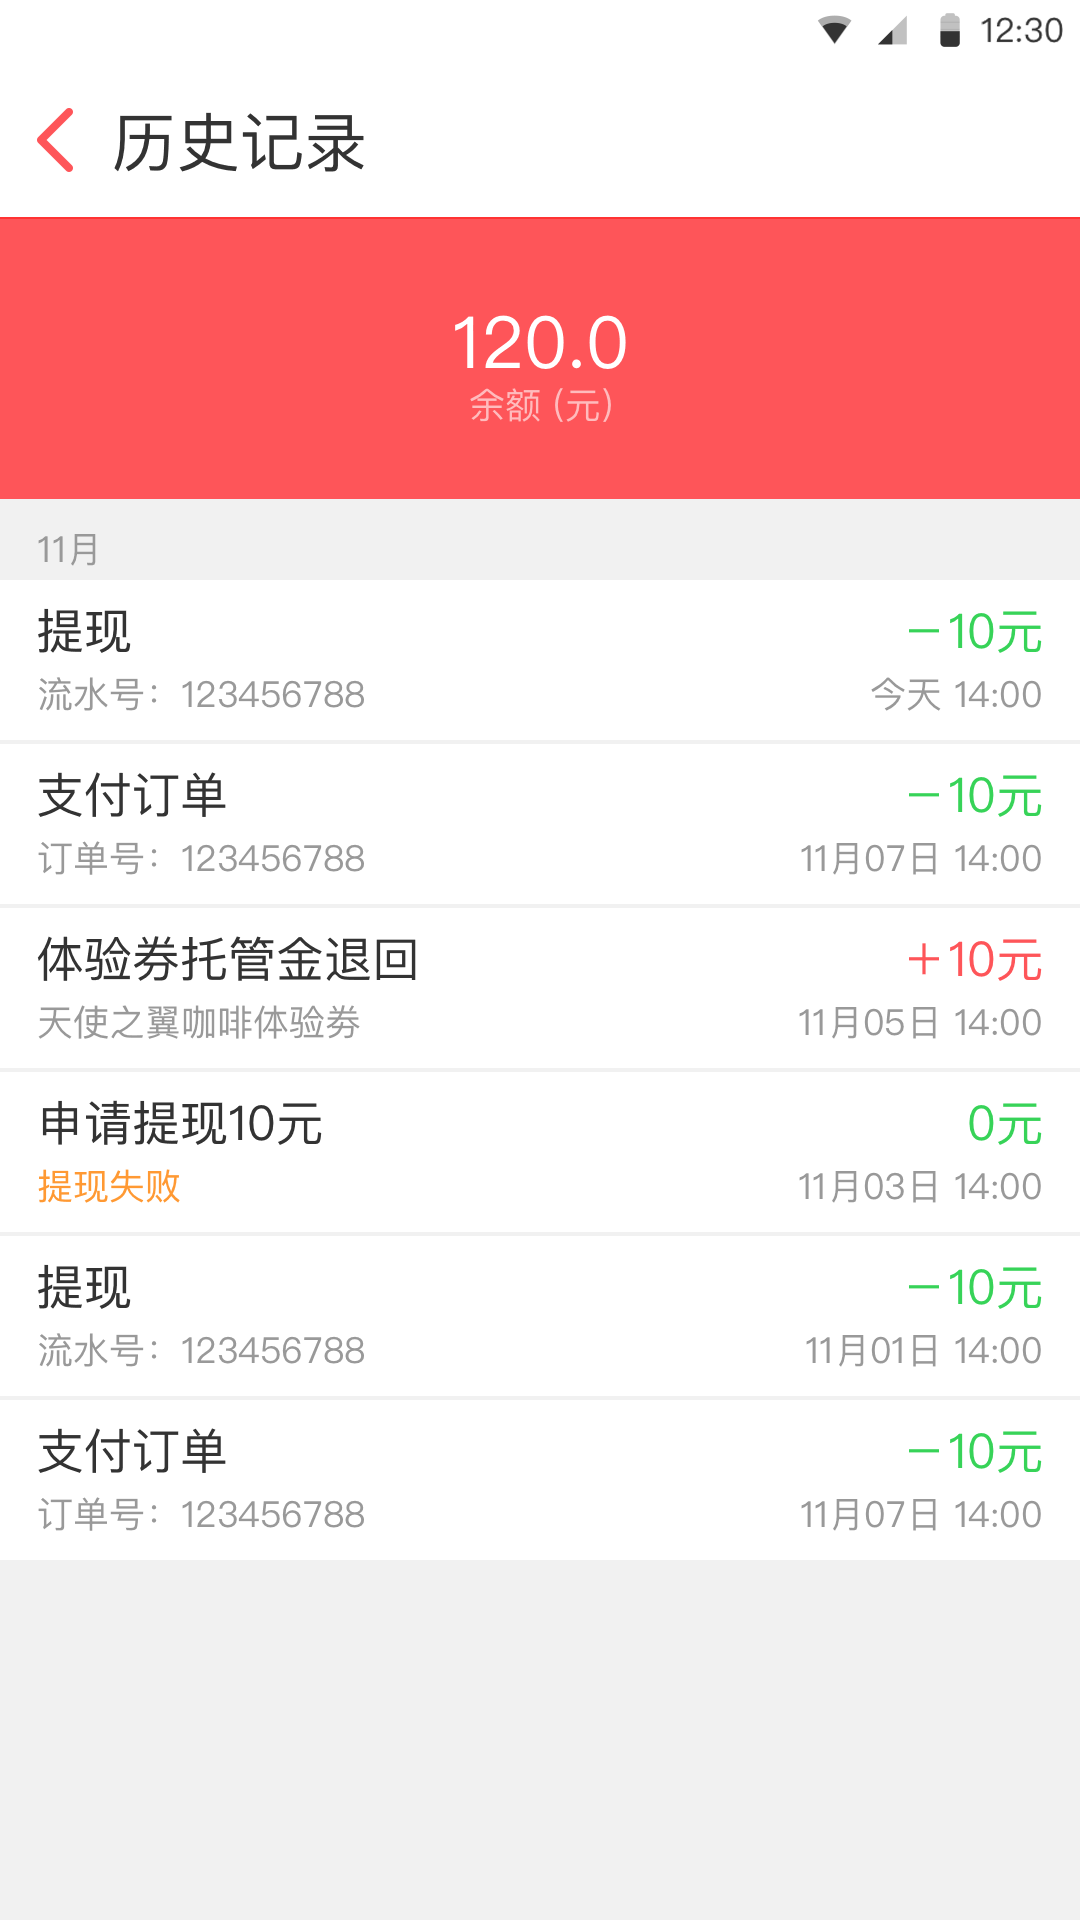 12:30
历史记录
120.0
余额 (元)
11月
提现 －10元
流水号：123456788 今天 14:00
支付订单 －10元
订单号：123456788 11月07日 14:00
体验券托管金退回 ＋10元
天使之翼咖啡体验券 11月05日 14:00
申请提现10元 0元
提现失败 11月03日 14:00
提现 －10元
流水号：123456788 11月01日 14:00
支付订单 －10元
订单号：123456788 11月07日 14:00